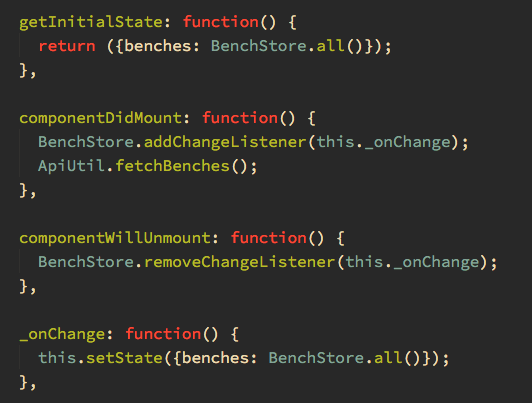 getInitialState: function() {
  return ({benches: BenchStore.all()});
},

componentDidMount: function() {
  BenchStore.addChangeListener(this._onChange);
  ApiUtil.fetchBenches();
},

componentWillUnmount: function() {
  BenchStore.removeChangeListener(this._onChange);
},

_onChange: function() {
  this.setState({benches: BenchStore.all()});
},